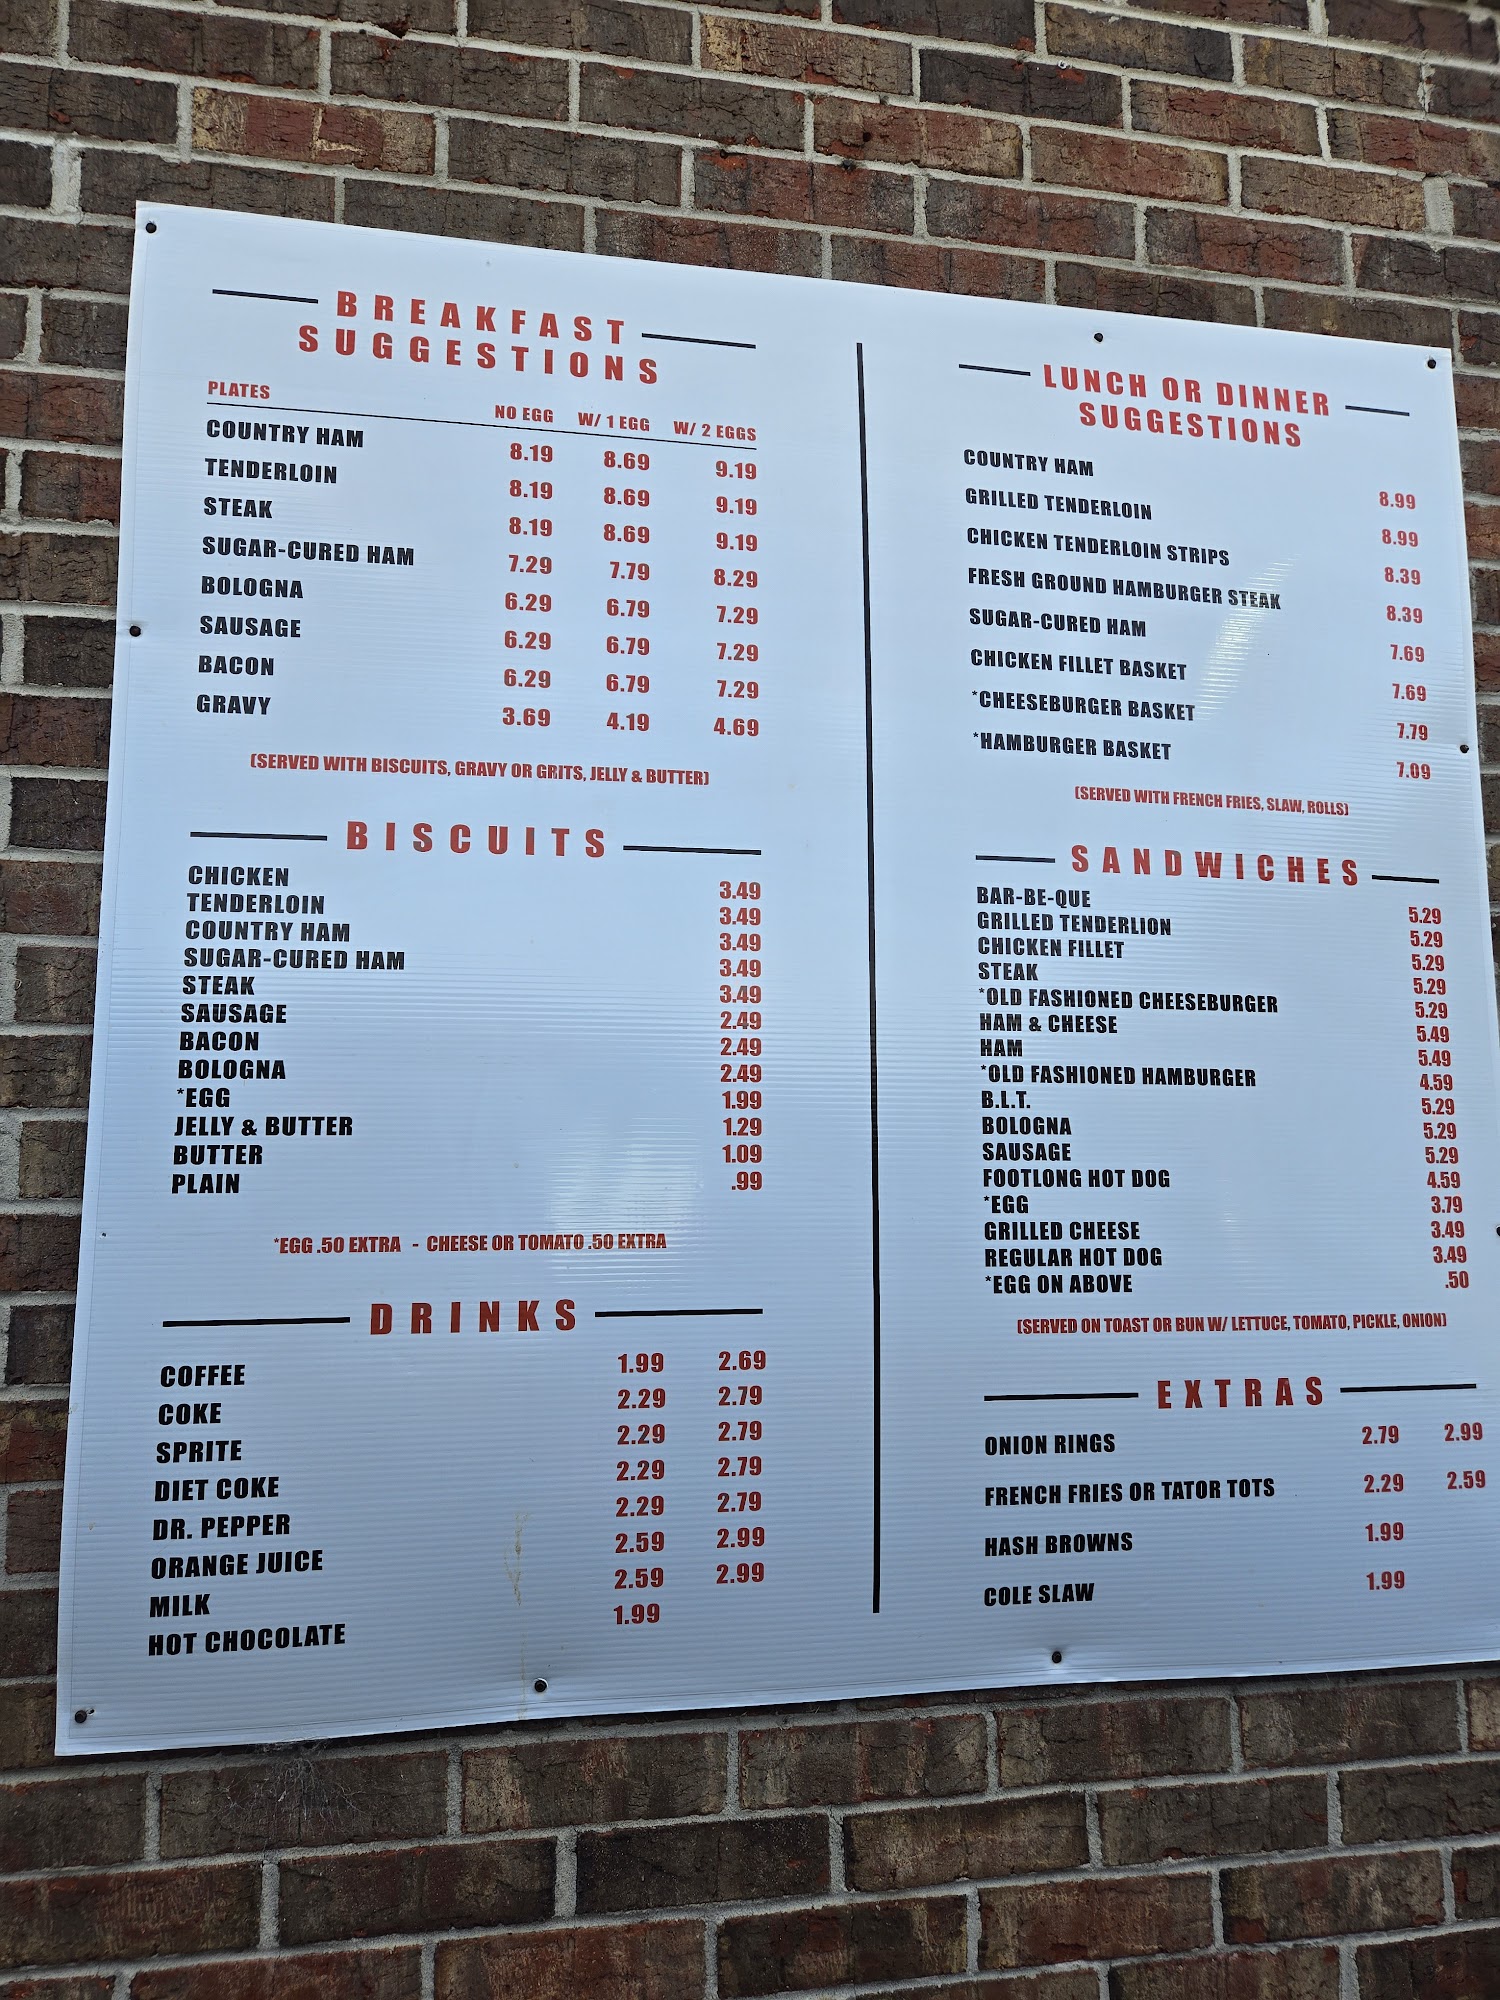 BREAKFAST
SUGGESTIONS
PLATES NO EGG W/ 1 EGG W/ 2 EGGS
COUNTRY HAM 8.19 8.69 9.19
TENDERLOIN 8.19 8.69 9.19
STEAK 8.19 8.69 9.19
SUGAR-CURED HAM 7.29 7.79 8.29
BOLOGNA 6.29 6.79 7.29
SAUSAGE 6.29 6.79 7.29
BACON 6.29 6.79 7.29
GRAVY 3.69 4.19 4.69
(SERVED WITH BISCUITS, GRAVY OR GRITS, JELLY & BUTTER)
BISCUITS
CHICKEN 3.49
TENDERLOIN 3.49
COUNTRY HAM 3.49
SUGAR-CURED HAM 3.49
STEAK 3.49
SAUSAGE 2.49
BACON 2.49
BOLOGNA 2.49
*EGG 1.99
JELLY & BUTTER 1.29
BUTTER 1.09
PLAIN .99
*EGG .50 EXTRA - CHEESE OR TOMATO .50 EXTRA
DRINKS
COFFEE 1.99 2.69
COKE 2.29 2.79
SPRITE 2.29 2.79
DIET COKE 2.29 2.79
DR. PEPPER 2.29 2.79
ORANGE JUICE 2.59 2.99
MILK 2.59 2.99
HOT CHOCOLATE 1.99
LUNCH OR DINNER
SUGGESTIONS
COUNTRY HAM 8.99
GRILLED TENDERLOIN 8.99
CHICKEN TENDERLOIN STRIPS 8.39
FRESH GROUND HAMBURGER STEAK 8.39
SUGAR-CURED HAM 7.69
CHICKEN FILLET BASKET 7.69
*CHEESEBURGER BASKET 7.79
*HAMBURGER BASKET 7.09
(SERVED WITH FRENCH FRIES, SLAW, ROLLS)
SANDWICHES
BAR-BE-QUE 5.29
GRILLED TENDERLION 5.29
CHICKEN FILLET 5.29
STEAK 5.29
*OLD FASHIONED CHEESEBURGER 5.29
HAM & CHEESE 5.49
HAM 5.49
*OLD FASHIONED HAMBURGER 4.59
B.L.T. 5.29
BOLOGNA 5.29
SAUSAGE 5.29
FOOTLONG HOT DOG 4.59
*EGG 3.79
GRILLED CHEESE 3.49
REGULAR HOT DOG 3.49
*EGG ON ABOVE .50
(SERVED ON TOAST OR BUN W/ LETTUCE, TOMATO, PICKLE, ONION)
EXTRAS
ONION RINGS 2.79 2.99
FRENCH FRIES OR TATOR TOTS 2.29 2.59
HASH BROWNS 1.99
COLE SLAW 1.99